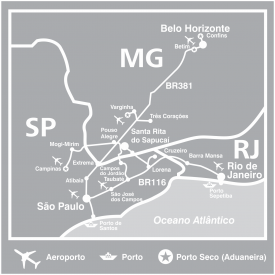 Belo Horizonte
Confins
Betim
MG
BR381
Varginha
Três Corações
SP
Pouso
Alegre
Santa Rita
do Sapucaí
Mogi-Mirim
RJ
Cruzeiro
Barra Mansa
Extrema
Campos
do Jordão
Rio de
Janeiro
Campinas
Taubaté
Lorena
Atibaia
BR116
Porto
Sepetiba
São José
dos Campos
São Paulo
Oceano Atlântico
Porto de
Santos
Aeroporto
Porto
Porto Seco (Aduaneira)